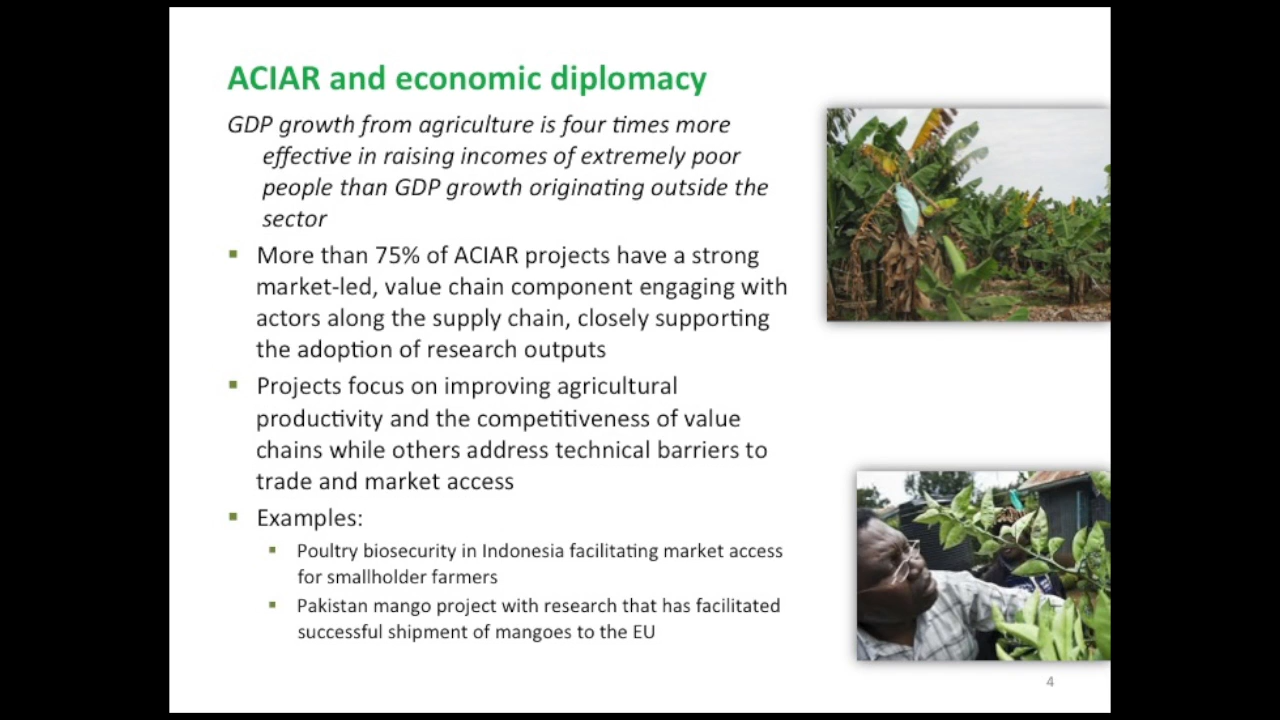 ACIAR and economic diplomacy
GDP growth from agriculture is four times more
effective in raising incomes of extremely poor
people than GDP growth originating outside the
sector
More than 75% of ACIAR projects have a strong
market-led, value chain component engaging with
actors along the supply chain, closely supporting
the adoption of research outputs
Projects focus on improving agricultural
productivity and the competitiveness of value
chains while others address technical barriers to
trade and market access
Examples:
Poultry biosecurity in Indonesia facilitating market access
for smallholder farmers
Pakistan mango project with research that has facilitated
successful shipment of mangoes to the EU
4